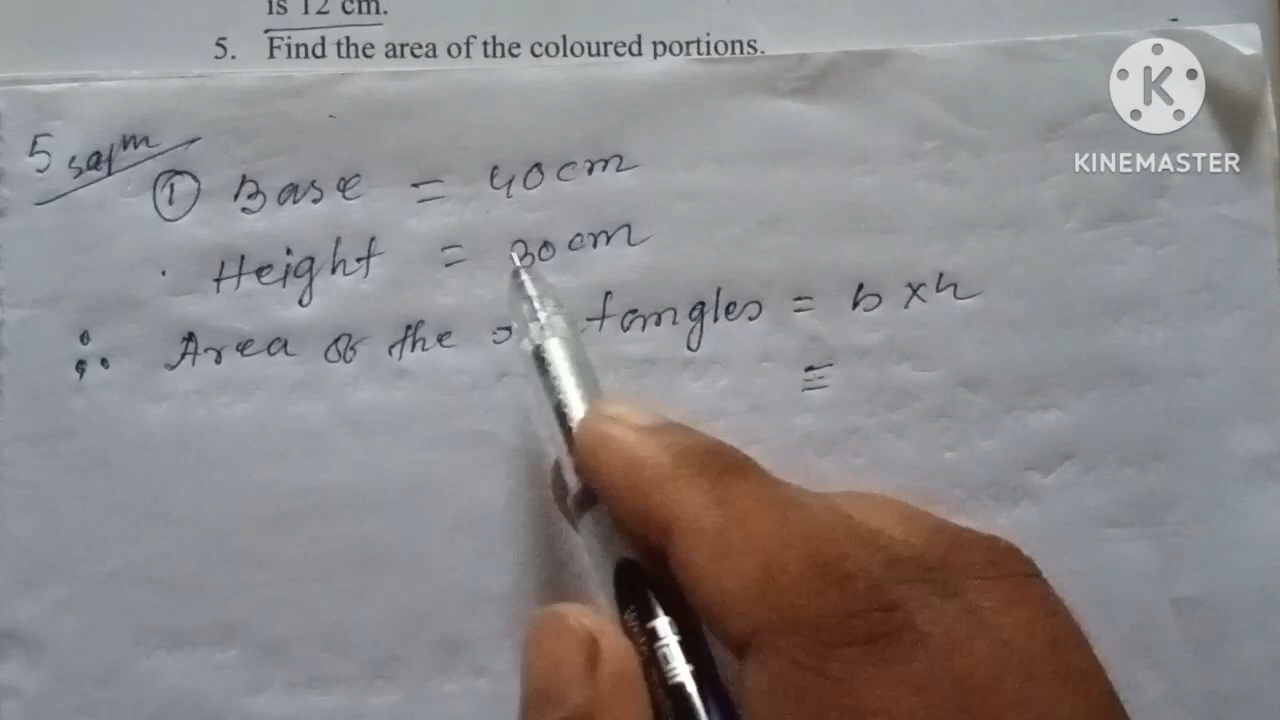 is 12 cm.
5. Find the area of the coloured portions.
5 solⁿ
① Base = 40cm
Height = 30cm
∴ Area of the tangles = b×h
=
K
KINEMASTER